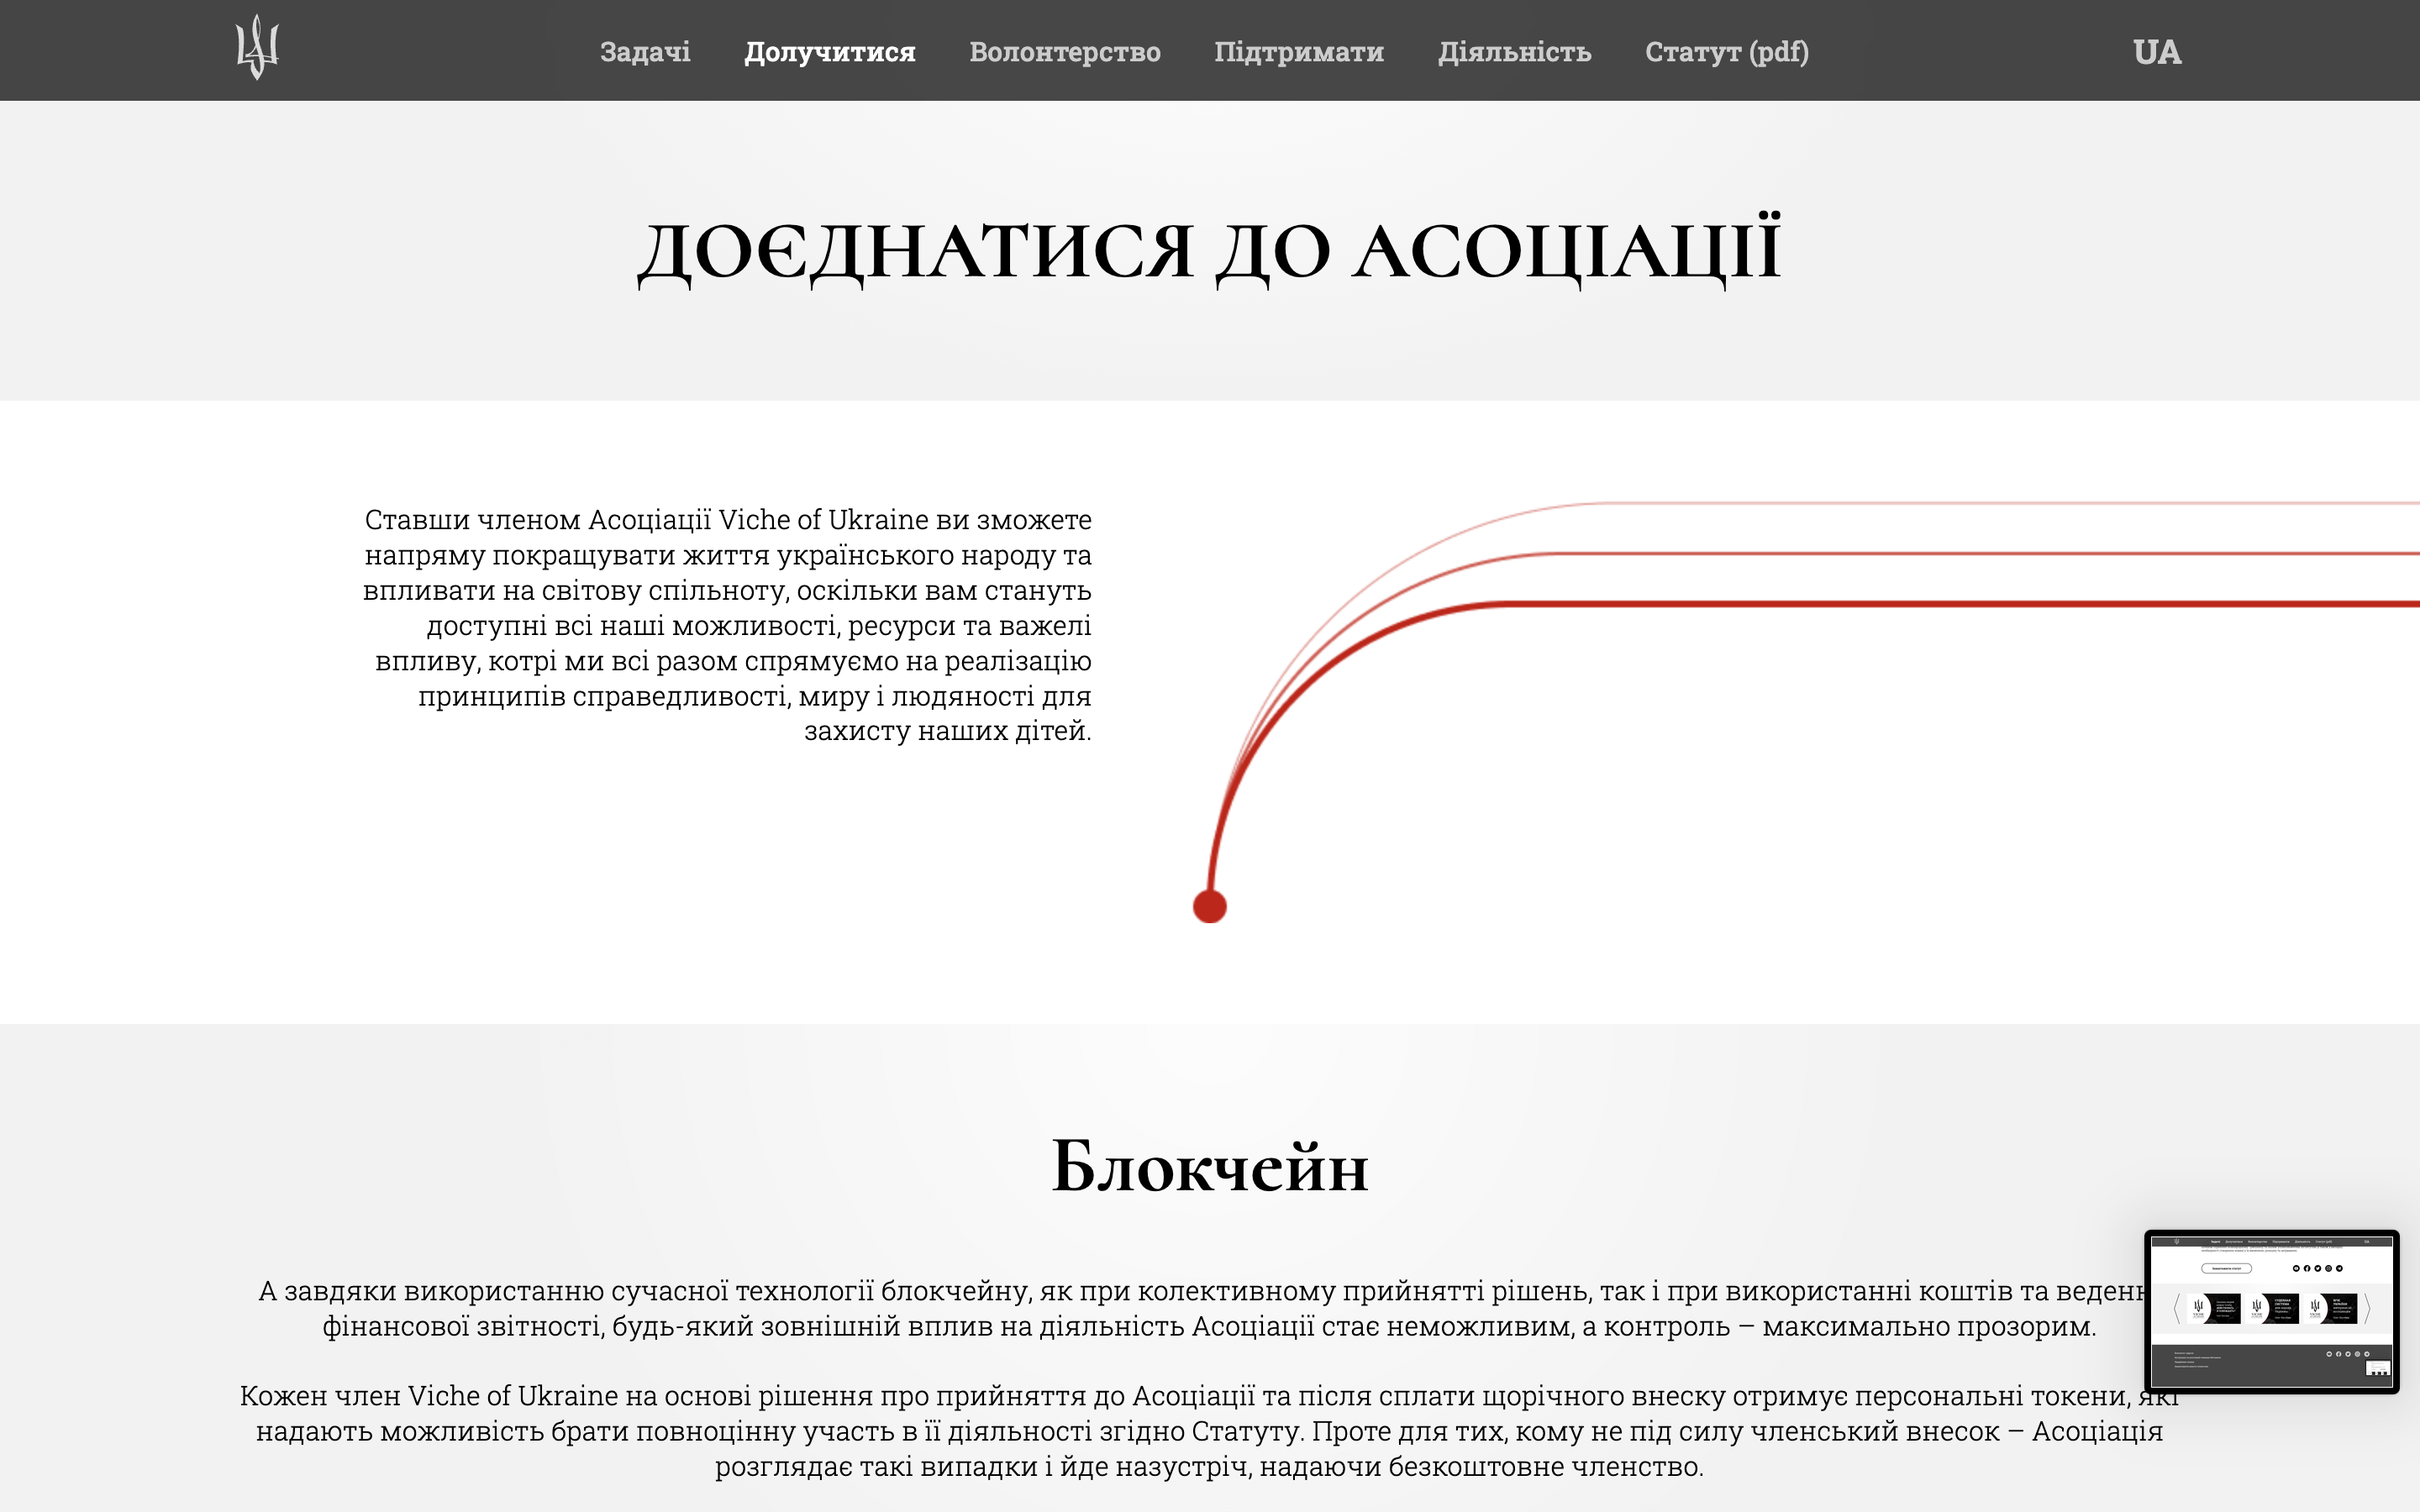 Задачі Долучитися Волонтерство Підтримати Діяльність Статут (pdf) UA
ДОЄДНАТИСЯ ДО АСОЦІАЦІЇ
Ставши членом Асоціації Viche of Ukraine ви зможете
напряму покращувати життя українського народу та
впливати на світову спільноту, оскільки вам стануть
доступні всі наші можливості, ресурси та важелі
впливу, котрі ми всі разом спрямуємо на реалізацію
принципів справедливості, миру і людяності для
захисту наших дітей.
Блокчейн
А завдяки використанню сучасної технології блокчейну, як при колективному прийнятті рішень, так і при використанні коштів та веденн
фінансової звітності, будь-який зовнішній вплив на діяльність Асоціації стає неможливим, а контроль – максимально прозорим.
Кожен член Viche of Ukraine на основі рішення про прийняття до Асоціації та після сплати щорічного внеску отримує персональні токени, які
надають можливість брати повноцінну участь в її діяльності згідно Статуту. Проте для тих, кому не під силу членський внесок – Асоціація
розглядає такі випадки і йде назустріч, надаючи безкоштовне членство.